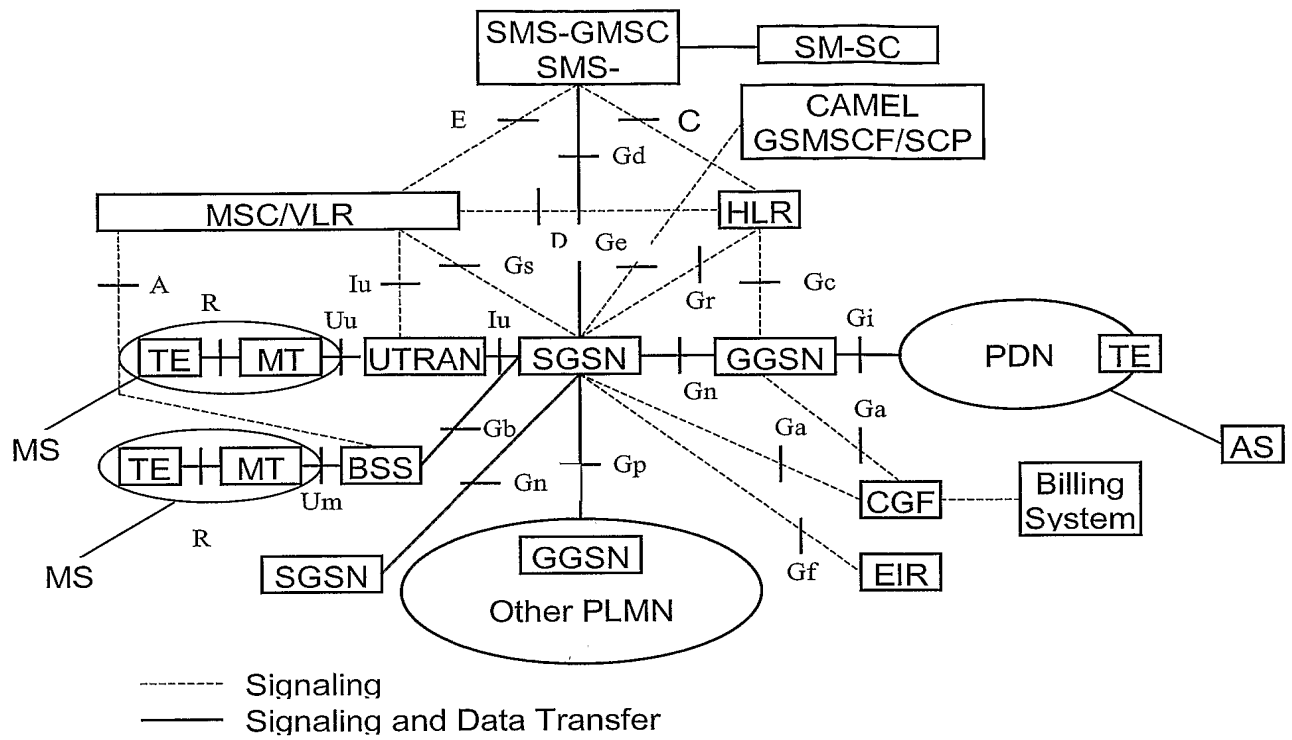 SMS-GMSC
SMS-
SM-SC
CAMEL
GSMSCF/SCP
E
C
Gd
MSC/VLR
HLR
D
Ge
Gs
Gr
Gc
A
Iu
R
Uu
Iu
Gi
TE
MT
UTRAN
SGSN
GGSN
PDN
TE
Gn
MS
Ga
Ga
AS
TE
MT
BSS
Gb
Gn
Gp
Um
CGF
Billing
System
R
MS
SGSN
GGSN
Gf
EIR
Other PLMN
Signaling
Signaling and Data Transfer